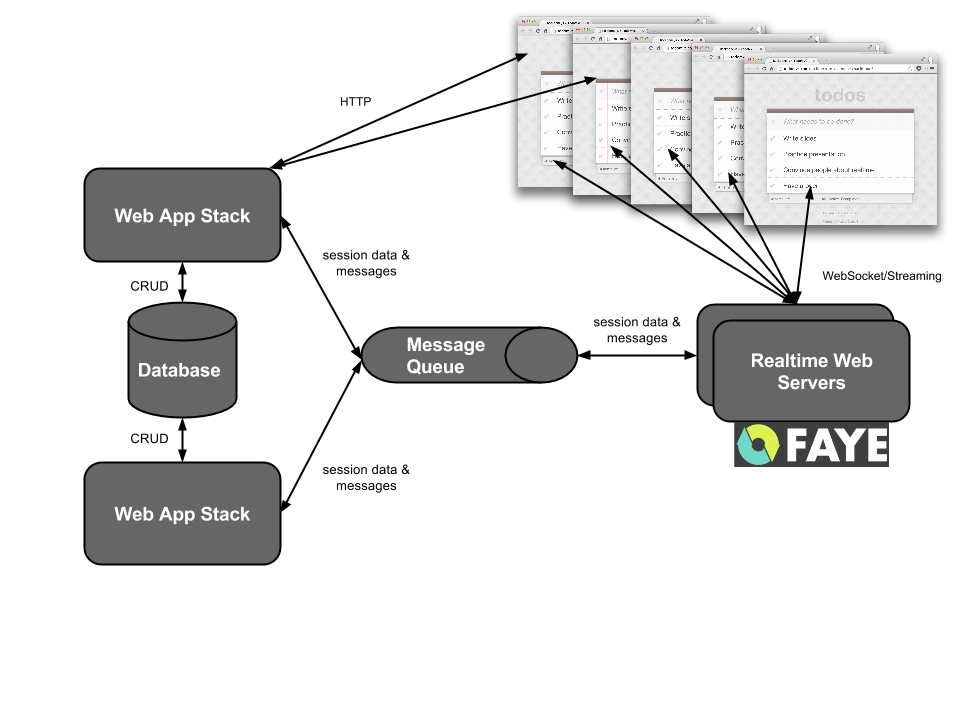 HTTP
todos
What needs to be done?
Write slides
Practice presentation
Convince people about realtime
Have a beer
Web App Stack
session data &
messages
CRUD
WebSocket/Streaming
Database
Message
Queue
session data &
messages
Realtime Web
Servers
CRUD
FAYE
session data &
messages
Web App Stack